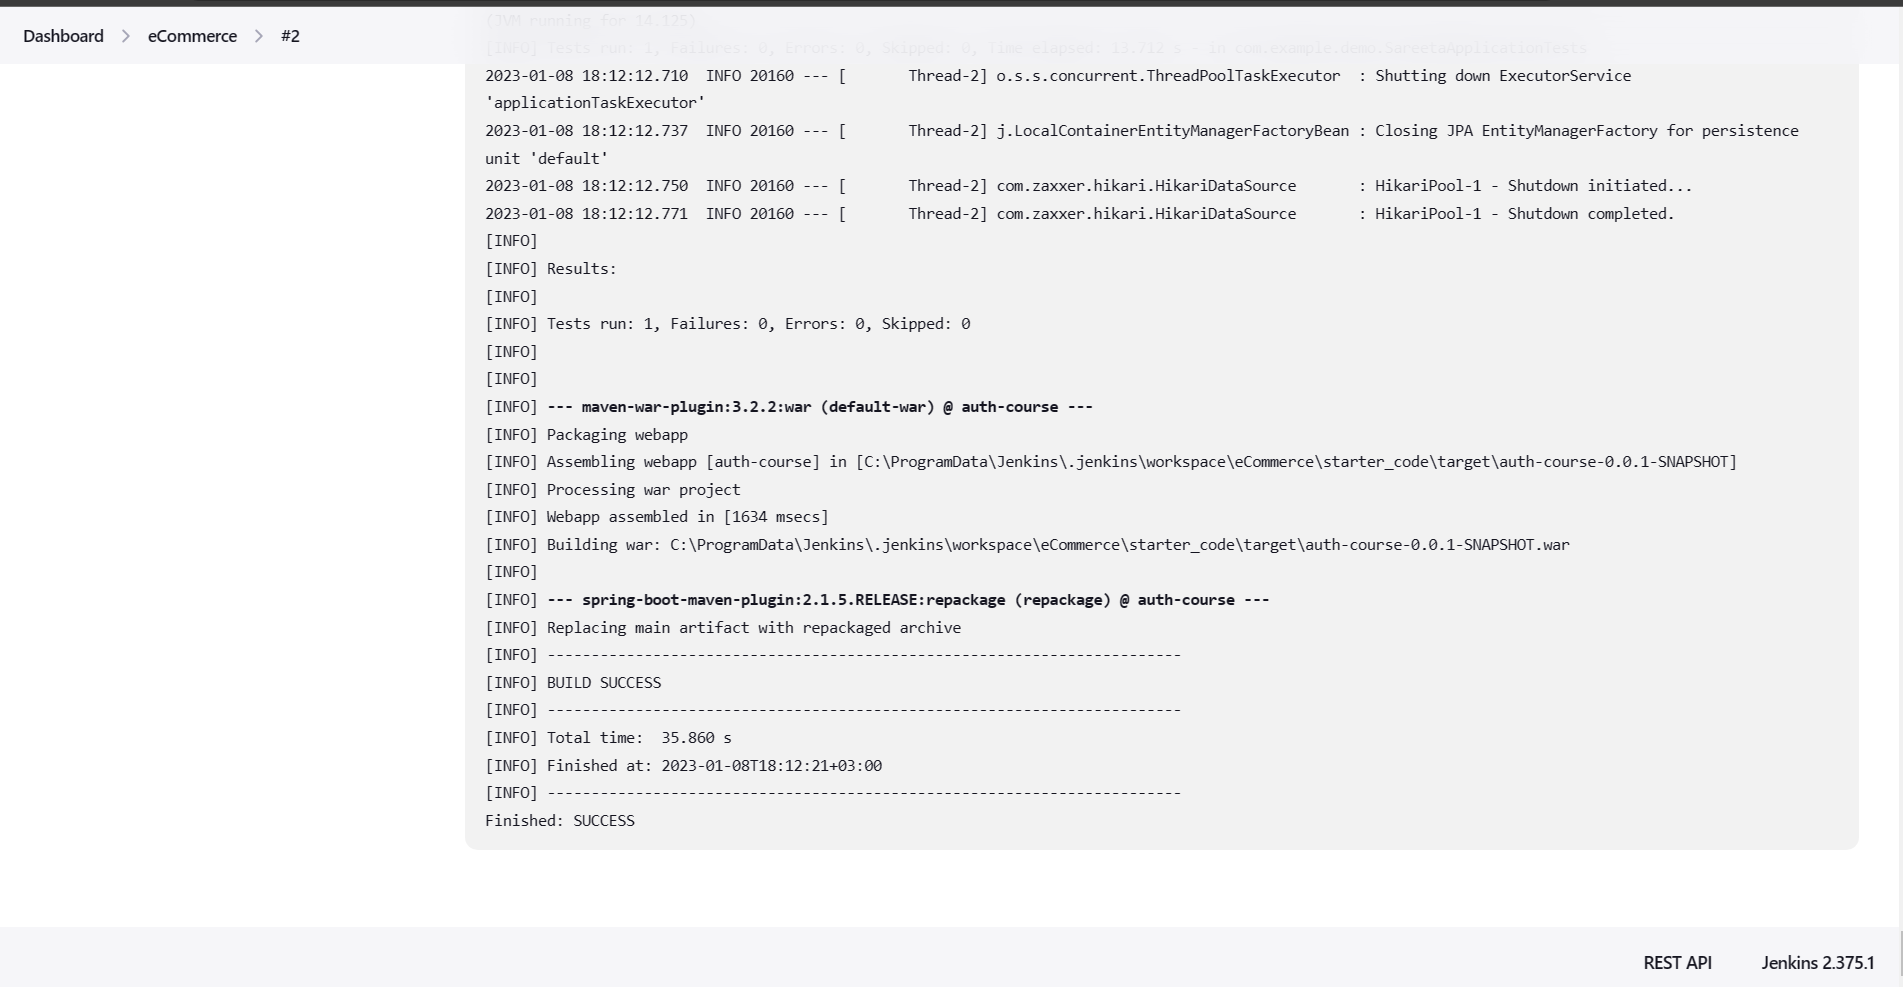 (JVM running for 14.125)
Dashboard > eCommerce > #2
[INFO] Tests run: 1, Failures: 0, Errors: 0, Skipped: 0, Time elapsed: 13.712 s - in com.example.demo.SareetaApplicationTests
2023-01-08 18:12:12.710  INFO 20160 --- [       Thread-2] o.s.s.concurrent.ThreadPoolTaskExecutor  : Shutting down ExecutorService
'applicationTaskExecutor'
2023-01-08 18:12:12.737  INFO 20160 --- [       Thread-2] j.LocalContainerEntityManagerFactoryBean : Closing JPA EntityManagerFactory for persistence
unit 'default'
2023-01-08 18:12:12.750  INFO 20160 --- [       Thread-2] com.zaxxer.hikari.HikariDataSource       : HikariPool-1 - Shutdown initiated...
2023-01-08 18:12:12.771  INFO 20160 --- [       Thread-2] com.zaxxer.hikari.HikariDataSource       : HikariPool-1 - Shutdown completed.
[INFO]
[INFO] Results:
[INFO]
[INFO] Tests run: 1, Failures: 0, Errors: 0, Skipped: 0
[INFO]
[INFO]
[INFO] --- maven-war-plugin:3.2.2:war (default-war) @ auth-course ---
[INFO] Packaging webapp
[INFO] Assembling webapp [auth-course] in [C:\ProgramData\Jenkins\.jenkins\workspace\eCommerce\starter_code\target\auth-course-0.0.1-SNAPSHOT]
[INFO] Processing war project
[INFO] Webapp assembled in [1634 msecs]
[INFO] Building war: C:\ProgramData\Jenkins\.jenkins\workspace\eCommerce\starter_code\target\auth-course-0.0.1-SNAPSHOT.war
[INFO]
[INFO] --- spring-boot-maven-plugin:2.1.5.RELEASE:repackage (repackage) @ auth-course ---
[INFO] Replacing main artifact with repackaged archive
[INFO] ------------------------------------------------------------------------
[INFO] BUILD SUCCESS
[INFO] ------------------------------------------------------------------------
[INFO] Total time:  35.860 s
[INFO] Finished at: 2023-01-08T18:12:21+03:00
[INFO] ------------------------------------------------------------------------
Finished: SUCCESS
REST API
Jenkins 2.375.1